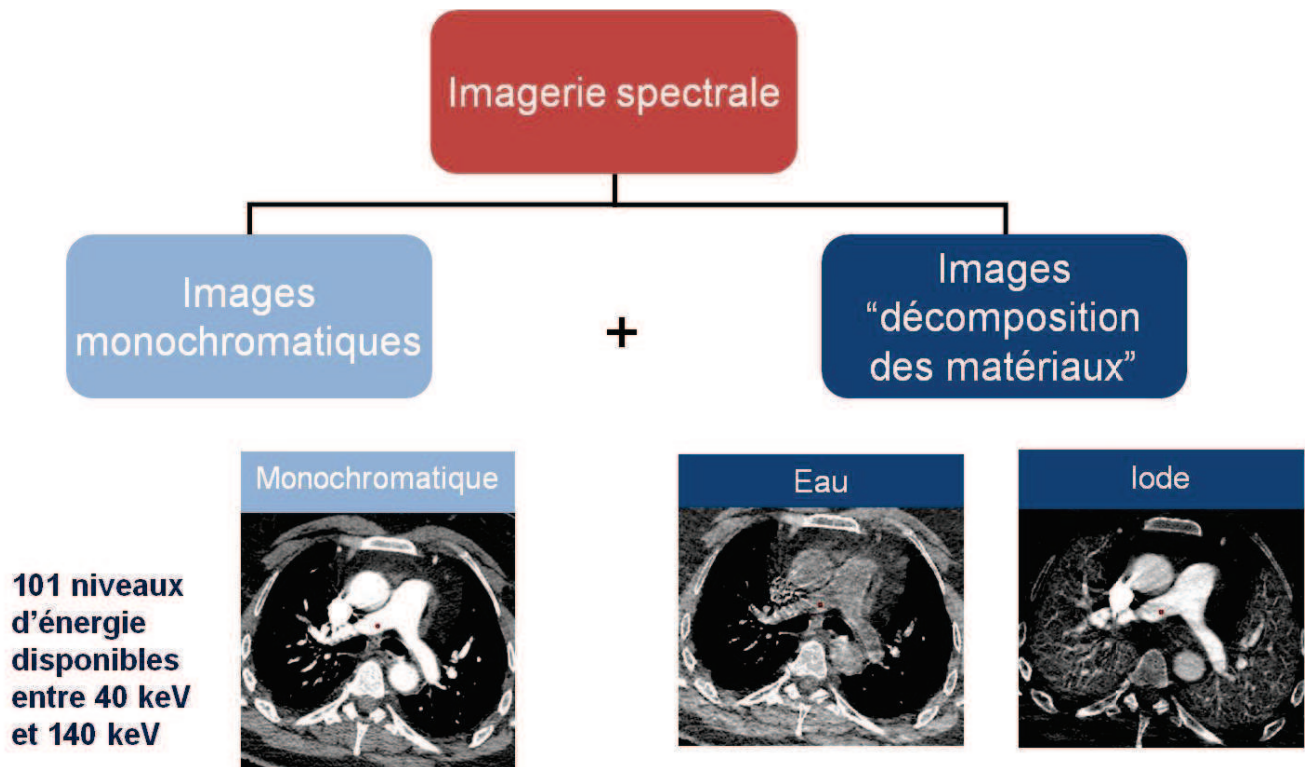 Imagerie spectrale
Images
monochromatiques
+
Images
“décomposition
des matériaux”
Monochromatique
Eau
Iode
101 niveaux
d’énergie
disponibles
entre 40 keV
et 140 keV